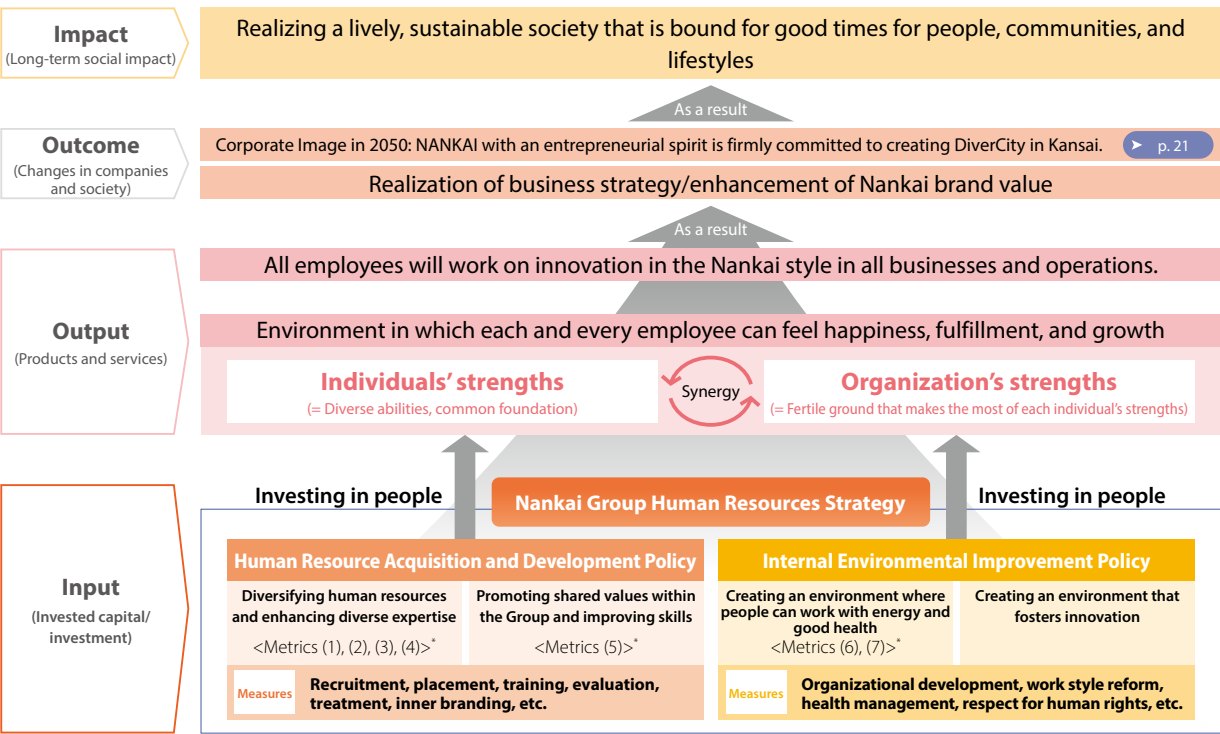 Impact
(Long-term social impact)
Realizing a lively, sustainable society that is bound for good times for people, communities, and
lifestyles
As a result
Outcome
(Changes in companies
and society)
Corporate Image in 2050: NANKAI with an entrepreneurial spirit is firmly committed to creating DiverCity in Kansai.
➤ p. 21
Realization of business strategy/enhancement of Nankai brand value
As a result
Output
(Products and services)
All employees will work on innovation in the Nankai style in all businesses and operations.
Environment in which each and every employee can feel happiness, fulfillment, and growth
Individuals' strengths
(= Diverse abilities, common foundation)
Synergy
Organization's strengths
(= Fertile ground that makes the most of each individual's strengths)
Input
(Invested capital/
investment)
Investing in people
Nankai Group Human Resources Strategy
Investing in people
Human Resource Acquisition and Development Policy
Diversifying human resources
and enhancing diverse expertise
<Metrics (1), (2), (3), (4)>*
Promoting shared values within
the Group and improving skills
<Metrics (5)>*
Measures
Recruitment, placement, training, evaluation,
treatment, inner branding, etc.
Internal Environmental Improvement Policy
Creating an environment where
people can work with energy and
good health
<Metrics (6), (7)>*
Creating an environment that
fosters innovation
Measures
Organizational development, work style reform,
health management, respect for human rights, etc.